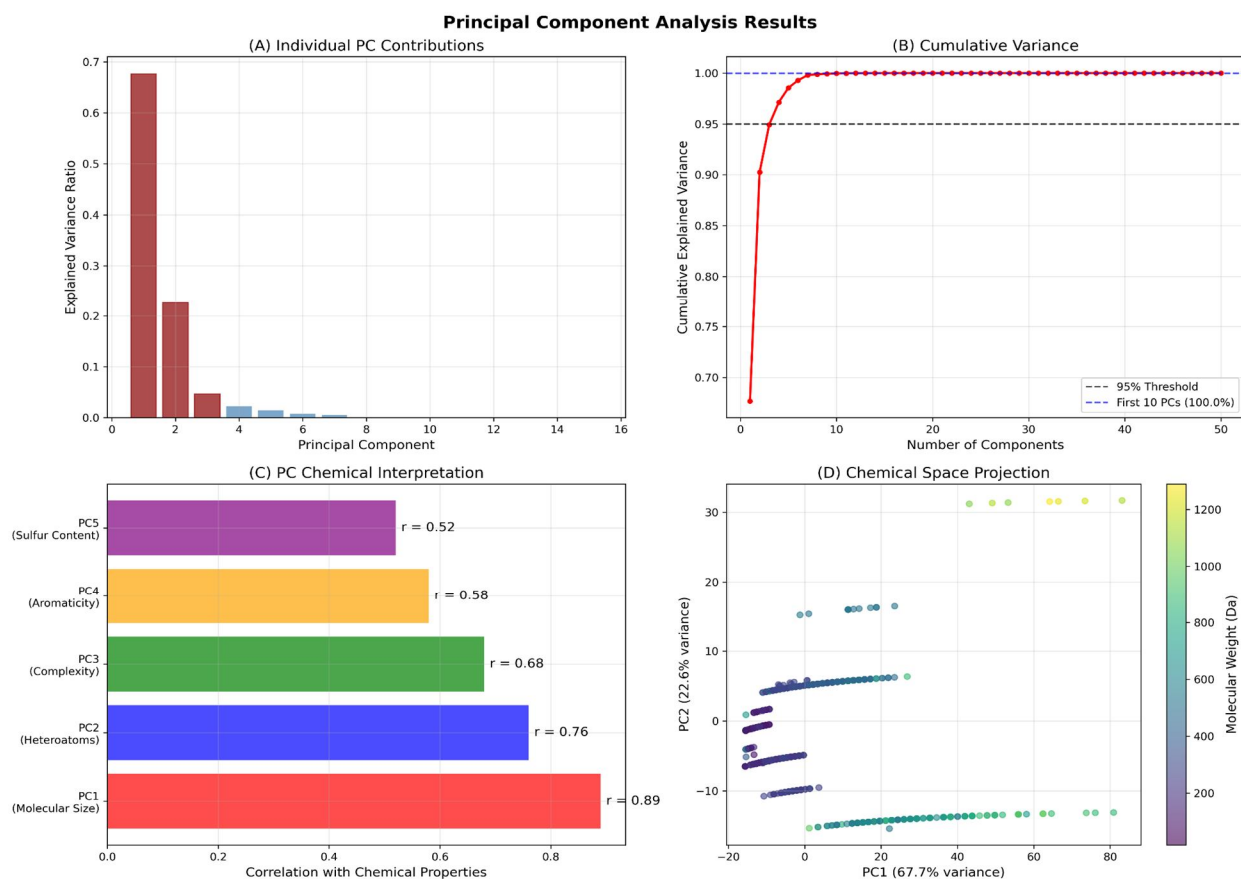 Principal Component Analysis Results
(A) Individual PC Contributions
0.7
0.6
0.5
0.4
0.3
0.2
0.1
0.0
Explained Variance Ratio
0 2 4 6 8 10 12 14 16
Principal Component
(B) Cumulative Variance
1.00
0.95
0.90
0.85
0.80
0.75
0.70
Cumulative Explained Variance
95% Threshold
First 10 PCs (100.0%)
0 10 20 30 40 50
Number of Components
(C) PC Chemical Interpretation
PC5
(Sulfur Content)
r = 0.52
PC4
(Aromaticity)
r = 0.58
PC3
(Complexity)
r = 0.68
PC2
(Heteroatoms)
r = 0.76
PC1
(Molecular Size)
r = 0.89
0.0 0.2 0.4 0.6 0.8
Correlation with Chemical Properties
(D) Chemical Space Projection
30
20
10
0
−10
PC2 (22.6% variance)
−20 0 20 40 60 80
PC1 (67.7% variance)
1200
1000
800
600
400
200
Molecular Weight (Da)